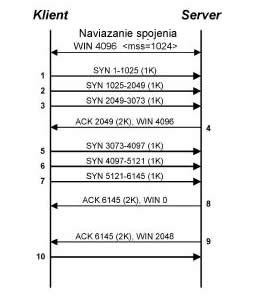 Klient Server
Naviazanie spojenia
WIN 4096 <mss=1024>
1 SYN 1-1025 (1K)
2 SYN 1025-2049 (1K)
3 SYN 2049-3073 (1K)
ACK 2049 (2K), WIN 4096 4
5 SYN 3073-4097 (1K)
6 SYN 4097-5121 (1K)
7 SYN 5121-6145 (1K)
ACK 6145 (2K), WIN 0 8
ACK 6145 (2K), WIN 2048 9
10